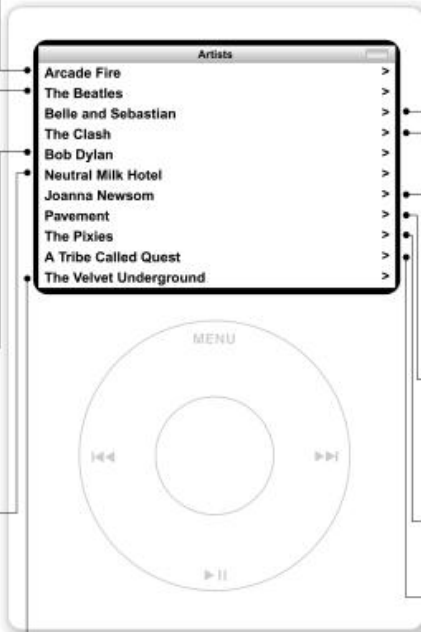 Artists
Arcade Fire >
The Beatles >
Belle and Sebastian >
The Clash >
Bob Dylan >
Neutral Milk Hotel >
Joanna Newsom >
Pavement >
The Pixies >
A Tribe Called Quest >
The Velvet Underground >
MENU